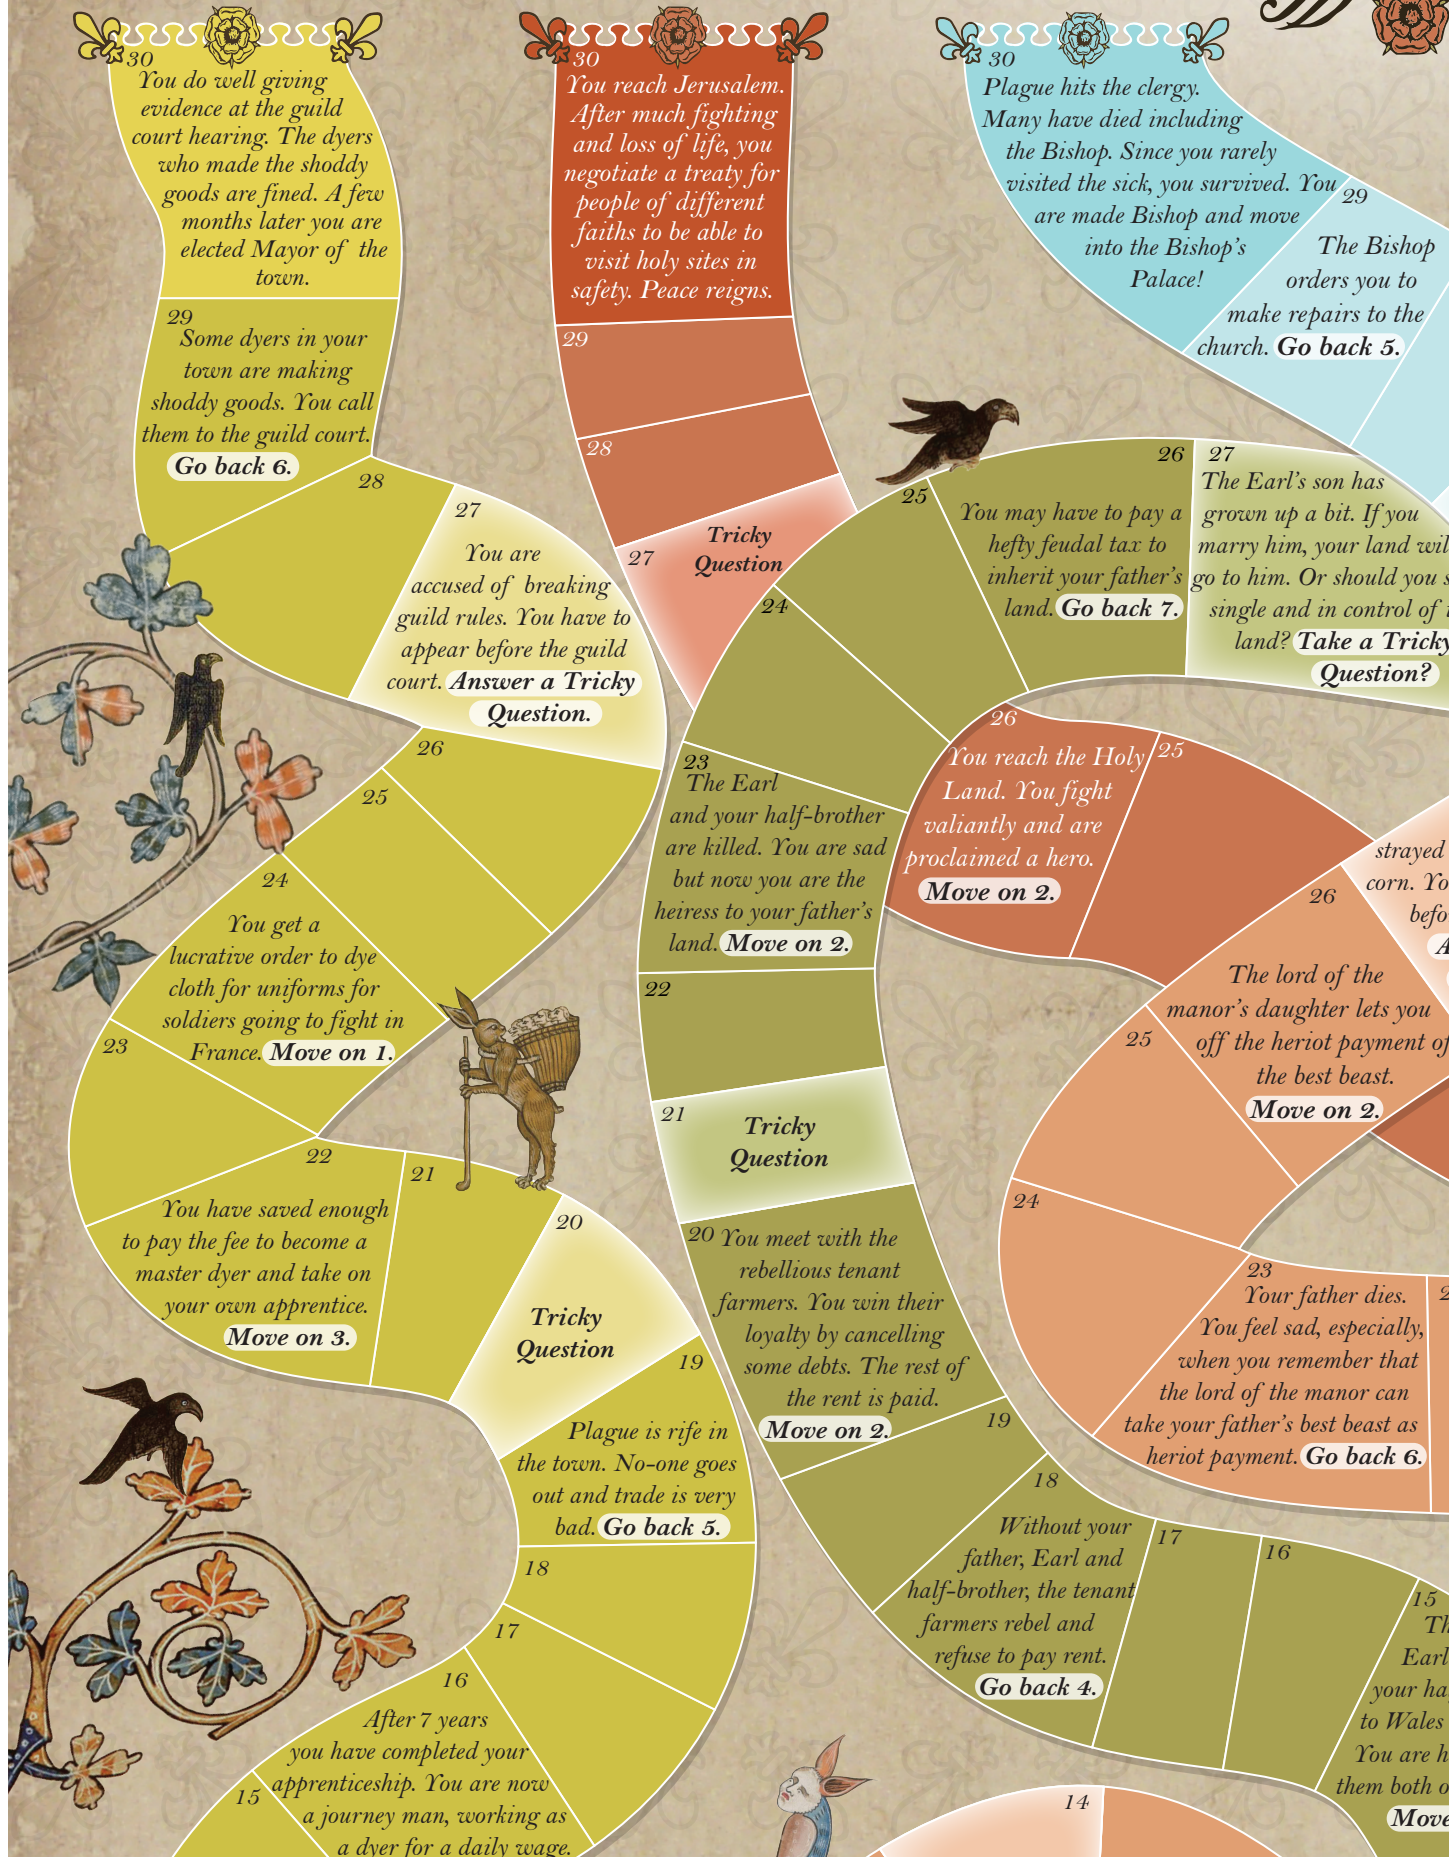 30
You do well giving
evidence at the guild
court hearing. The dyers
who made the shoddy
goods are fined. A few
months later you are
elected Mayor of the
town.
29
Some dyers in your
town are making
shoddy goods. You call
them to the guild court.
Go back 6.
28
27
You are
accused of breaking
guild rules. You have to
appear before the guild
court. Answer a Tricky
Question.
26
25
24
You get a
lucrative order to dye
cloth for uniforms for
soldiers going to fight in
France. Move on 1.
23
22
You have saved enough
to pay the fee to become a
master dyer and take on
your own apprentice.
Move on 3.
21
20
Tricky
Question
19
Plague is rife in
the town. No-one goes
out and trade is very
bad. Go back 5.
18
17
16
After 7 years
you have completed your
apprenticeship. You are now
a journey man, working as
a dyer for a daily wage.
15
30
You reach Jerusalem.
After much fighting
and loss of life, you
negotiate a treaty for
people of different
faiths to be able to
visit holy sites in
safety. Peace reigns.
29
28
27
Tricky
Question
26
You reach the Holy
Land. You fight
valiantly and are
proclaimed a hero.
Move on 2.
25
30
Plague hits the clergy.
Many have died including
the Bishop. Since you rarely
visited the sick, you survived. You
are made Bishop and move
into the Bishop's
Palace!
29
The Bishop
orders you to
make repairs to the
church. Go back 5.
27
The Earl's son has
grown up a bit. If you
marry him, your land wil
go to him. Or should you s
single and in control of
land? Take a Tricky
Question?
26
You may have to pay a
hefty feudal tax to
inherit your father's
land. Go back 7.
25
24
23
The Earl
and your half-brother
are killed. You are sad
but now you are the
heiress to your father's
land. Move on 2.
22
21
Tricky
Question
20 You meet with the
rebellious tenant
farmers. You win their
loyalty by cancelling
some debts. The rest of
the rent is paid.
Move on 2.
19
18
Without your
father, Earl and
half-brother, the tenant
farmers rebel and
refuse to pay rent.
Go back 4.
17
16
15
Th
Earl
your ha
to Wales
You are h
them both o
Move
strayed
corn. Yo
befo
A
26
The lord of the
manor's daughter lets you
off the heriot payment of
the best beast.
Move on 2.
25
24
23
Your father dies.
You feel sad, especially,
when you remember that
the lord of the manor can
take your father's best beast as
heriot payment. Go back 6.
2
14